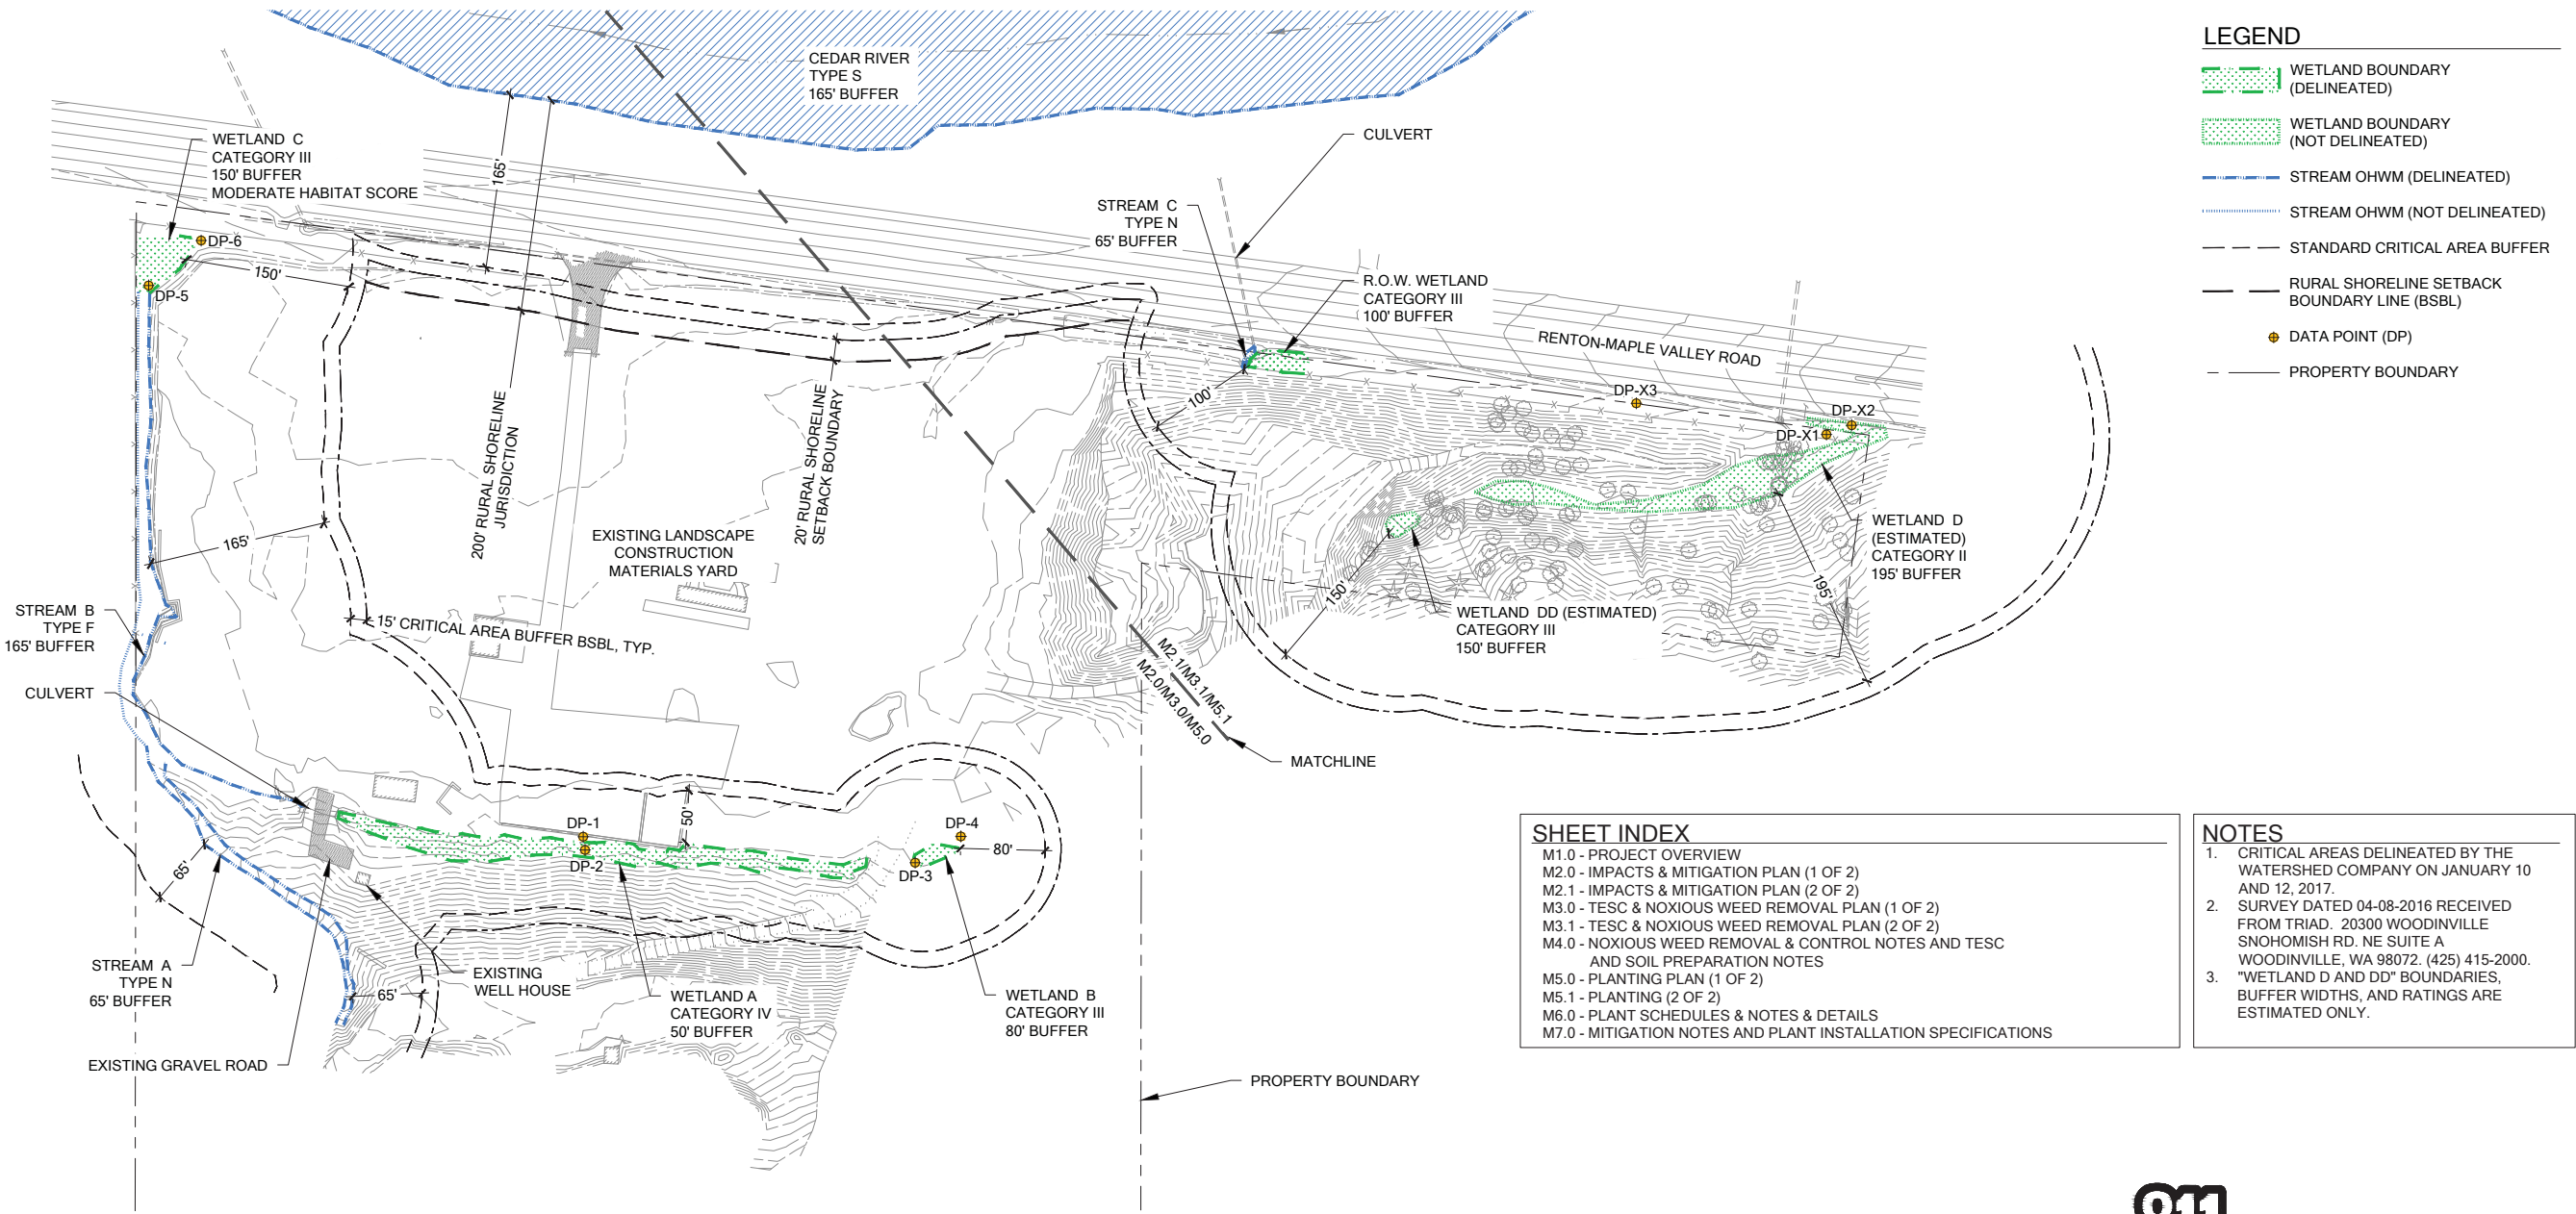 CEDAR RIVER
TYPE S
165' BUFFER
WETLAND C
CATEGORY III
150' BUFFER
MODERATE HABITAT SCORE
165'
CULVERT
DP-6
150'
DP-5
STREAM C
TYPE N
65' BUFFER
R.O.W. WETLAND
CATEGORY III
100' BUFFER
RENTON-MAPLE VALLEY ROAD
100'
DP-X3
DP-X2
DP-X1
200' RURAL SHORELINE
JURISDICTION
20' RURAL SHORELINE
SETBACK BOUNDARY
EXISTING LANDSCAPE
CONSTRUCTION
MATERIALS YARD
165'
WETLAND D
(ESTIMATED)
CATEGORY II
195' BUFFER
195'
150'
WETLAND DD (ESTIMATED)
CATEGORY III
150' BUFFER
STREAM B
TYPE F
165' BUFFER
15' CRITICAL AREA BUFFER BSBL, TYP.
M2.1/M3.1/M5.1
M2.0/M3.0/M5.0
CULVERT
MATCHLINE
50'
DP-1
DP-2
DP-4
DP-3
80'
65'
STREAM A
TYPE N
65' BUFFER
65'
EXISTING
WELL HOUSE
WETLAND A
CATEGORY IV
50' BUFFER
WETLAND B
CATEGORY III
80' BUFFER
EXISTING GRAVEL ROAD
PROPERTY BOUNDARY
LEGEND
WETLAND BOUNDARY
(DELINEATED)
WETLAND BOUNDARY
(NOT DELINEATED)
STREAM OHWM (DELINEATED)
STREAM OHWM (NOT DELINEATED)
STANDARD CRITICAL AREA BUFFER
RURAL SHORELINE SETBACK
BOUNDARY LINE (BSBL)
DATA POINT (DP)
PROPERTY BOUNDARY
SHEET INDEX
M1.0 - PROJECT OVERVIEW
M2.0 - IMPACTS & MITIGATION PLAN (1 OF 2)
M2.1 - IMPACTS & MITIGATION PLAN (2 OF 2)
M3.0 - TESC & NOXIOUS WEED REMOVAL PLAN (1 OF 2)
M3.1 - TESC & NOXIOUS WEED REMOVAL PLAN (2 OF 2)
M4.0 - NOXIOUS WEED REMOVAL & CONTROL NOTES AND TESC
AND SOIL PREPARATION NOTES
M5.0 - PLANTING PLAN (1 OF 2)
M5.1 - PLANTING (2 OF 2)
M6.0 - PLANT SCHEDULES & NOTES & DETAILS
M7.0 - MITIGATION NOTES AND PLANT INSTALLATION SPECIFICATIONS
NOTES
1. CRITICAL AREAS DELINEATED BY THE
WATERSHED COMPANY ON JANUARY 10
AND 12, 2017.
2. SURVEY DATED 04-08-2016 RECEIVED
FROM TRIAD. 20300 WOODINVILLE
SNOHOMISH RD. NE SUITE A
WOODINVILLE, WA 98072. (425) 415-2000.
3. "WETLAND D AND DD" BOUNDARIES,
BUFFER WIDTHS, AND RATINGS ARE
ESTIMATED ONLY.